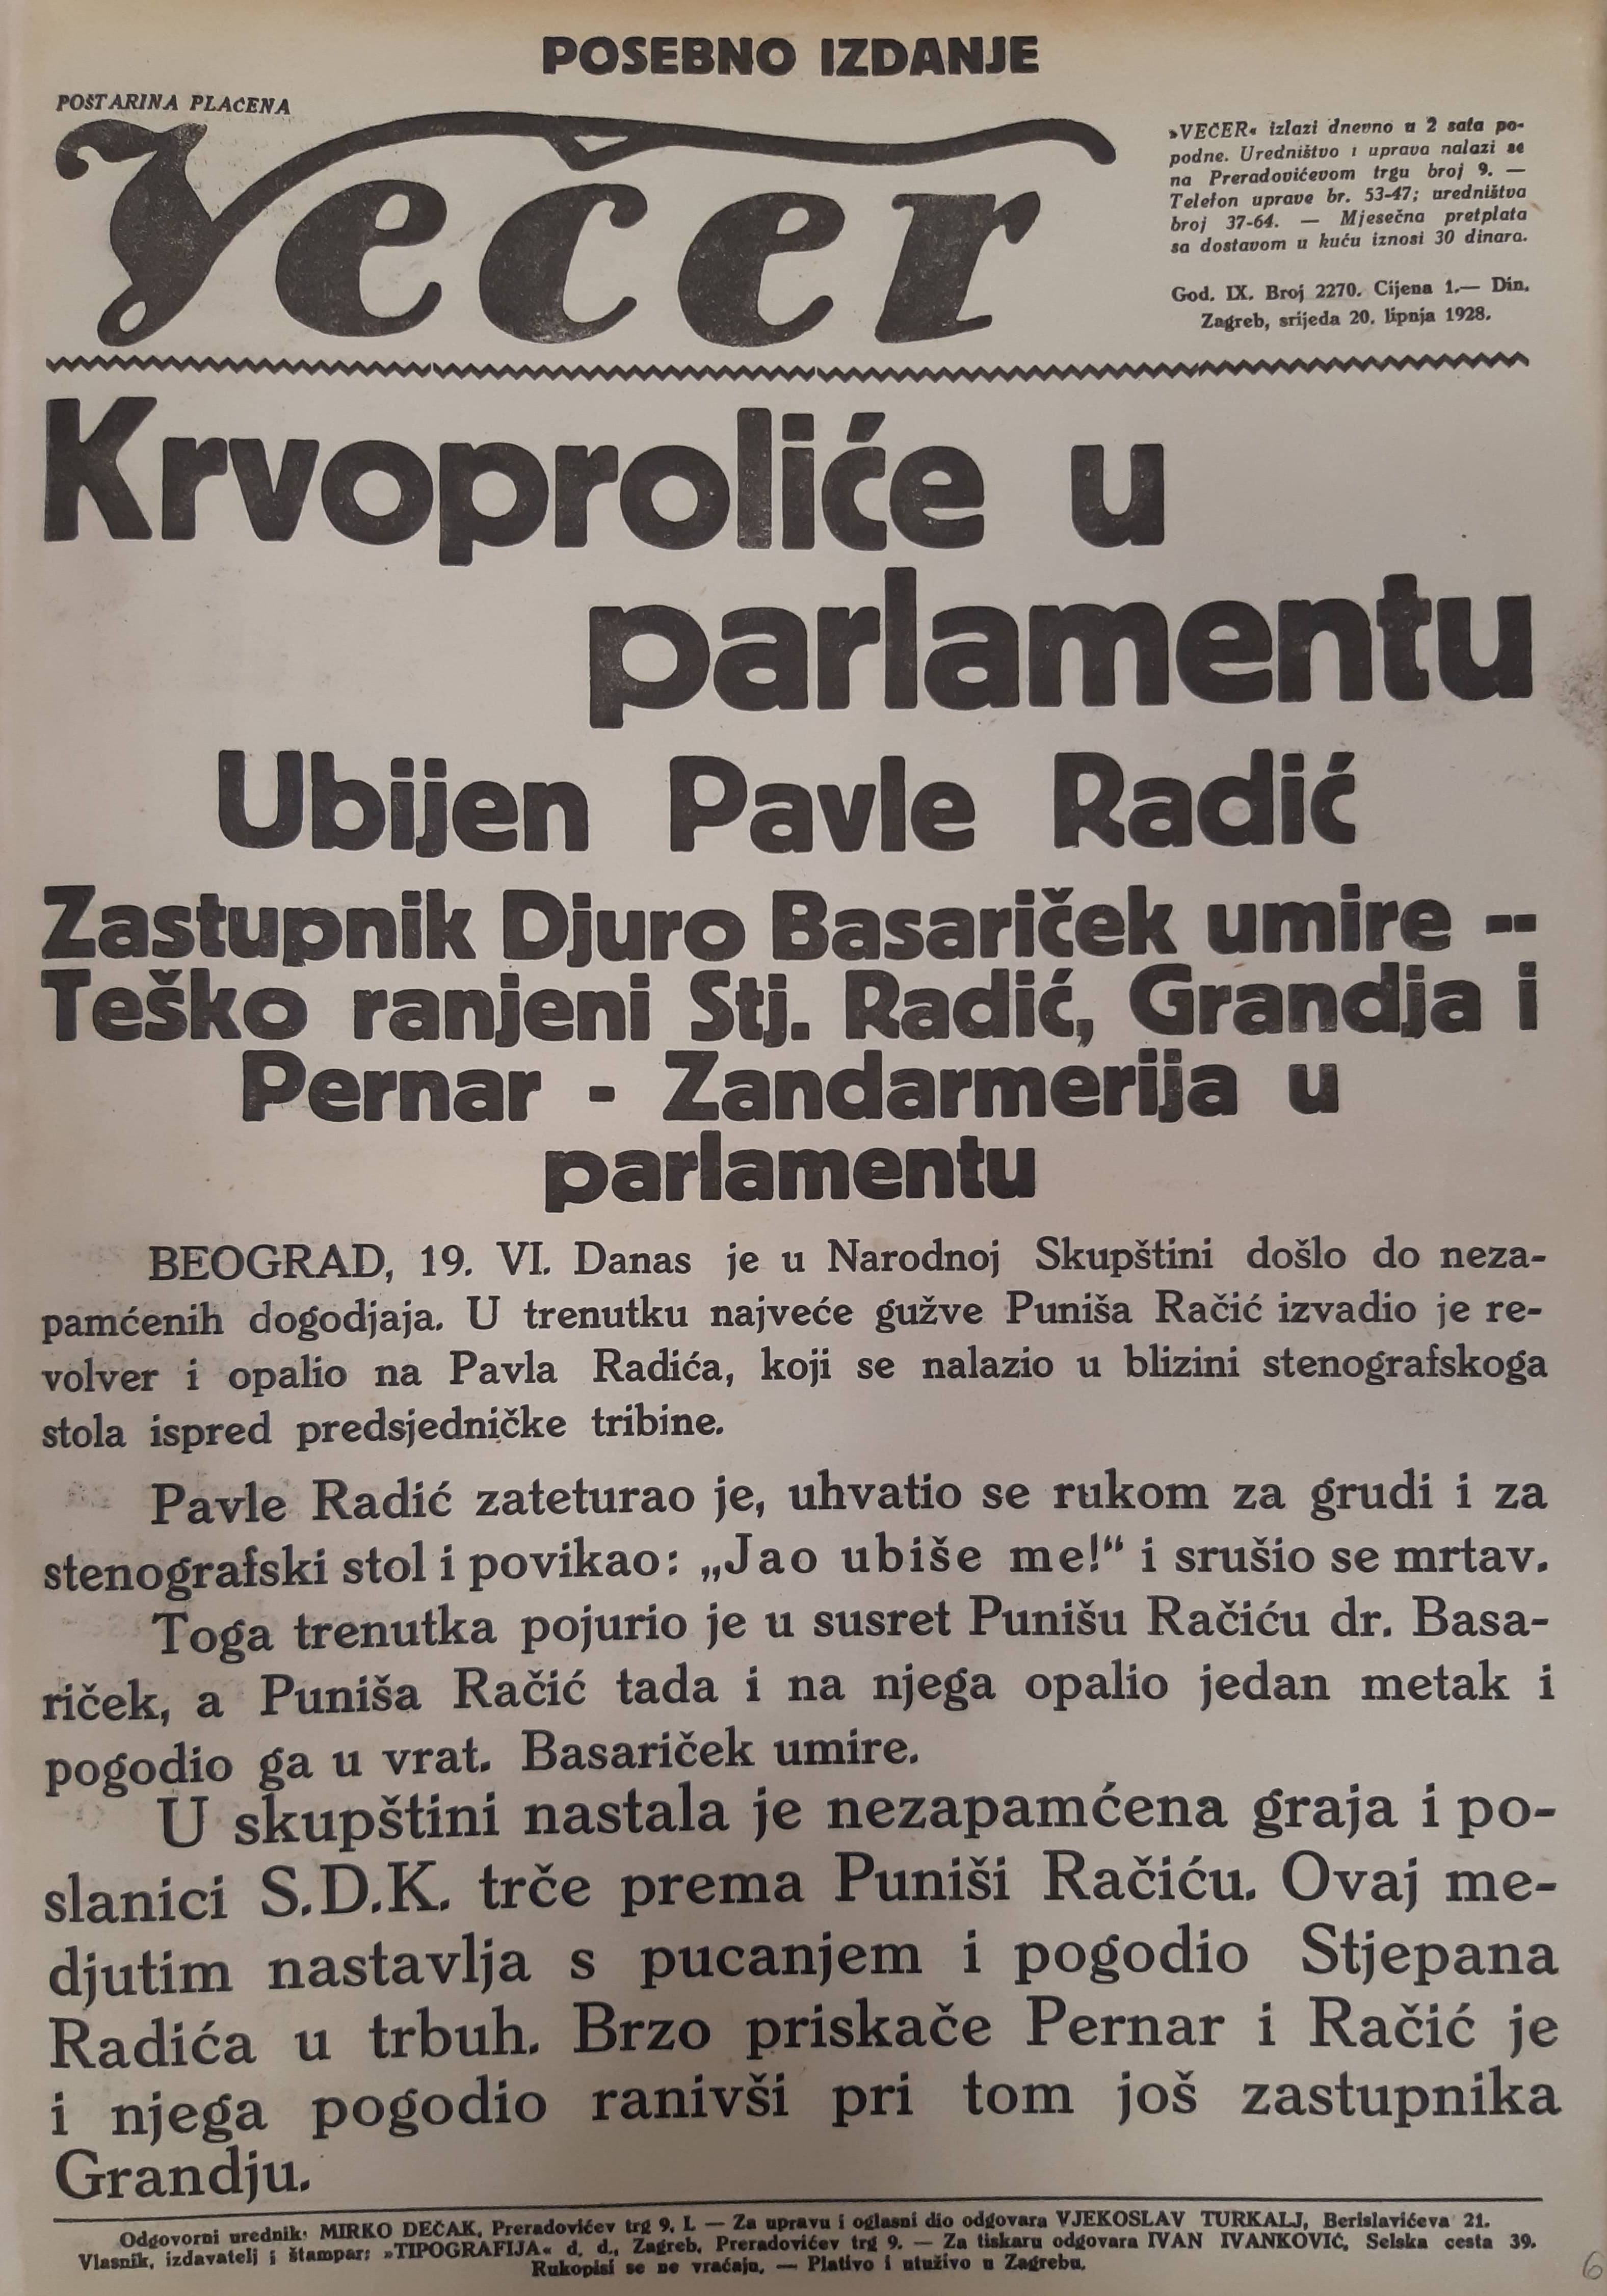 POSEBNO IZDANJE
POSTARINA PLAĆENA
Večer
»VEČER« izlazi dnevno u 2 sata po-
podne. Uredništvo i uprava nalazi se
na Preradovićevom trgu broj 9. —
Telefon uprave br. 53-47; uredništva
broj 37-64. — Mjesečna pretplata
sa dostavom u kuću iznosi 30 dinara.
God. IX. Broj 2270. Cijena 1.— Din.
Zagreb, srijeda 20. lipnja 1928.
Krvoproliće u
parlamentu
Ubijen Pavle Radić
Zastupnik Djuro Basariček umire --
Teško ranjeni Stj. Radić, Grandja i
Pernar - Zandarmerija u
parlamentu
BEOGRAD, 19. VI. Danas je u Narodnoj Skupštini došlo do neza-
pamćenih dogodjaja. U trenutku najveće gužve Puniša Račić izvadio je re-
volver i opalio na Pavla Radića, koji se nalazio u blizini stenografskoga
stola ispred predsjedničke tribine.
Pavle Radić zateturao je, uhvatio se rukom za grudi i za
stenografski stol i povikao: „Jao ubiše me!“ i srušio se mrtav.
Toga trenutka pojurio je u susret Punišu Račiću dr. Basa-
riček, a Puniša Račić tada i na njega opalio jedan metak i
pogodio ga u vrat. Basariček umire.
U skupštini nastala je nezapamćena graja i po-
slanici S.D.K. trče prema Puniši Račiću. Ovaj me-
djutim nastavlja s pucanjem i pogodio Stjepana
Radića u trbuh. Brzo priskače Pernar i Račić je
i njega pogodio ranivši pri tom još zastupnika
Grandju.
Odgovorni urednik: MIRKO DEČAK, Preradovićev trg 9. I. — Za upravu i oglasni dio odgovara VJEKOSLAV TURKALJ, Berislavićeva 21.
Vlasnik, izdavatelj i štampar: »TIPOGRAFIJA« d. d., Zagreb, Preradovićev trg 9. — Za tiskaru odgovara IVAN IVANKOVIĆ, Selska cesta 39.
Rukopisi se ne vraćaju. — Plativo i utuživo u Zagrebu.
6